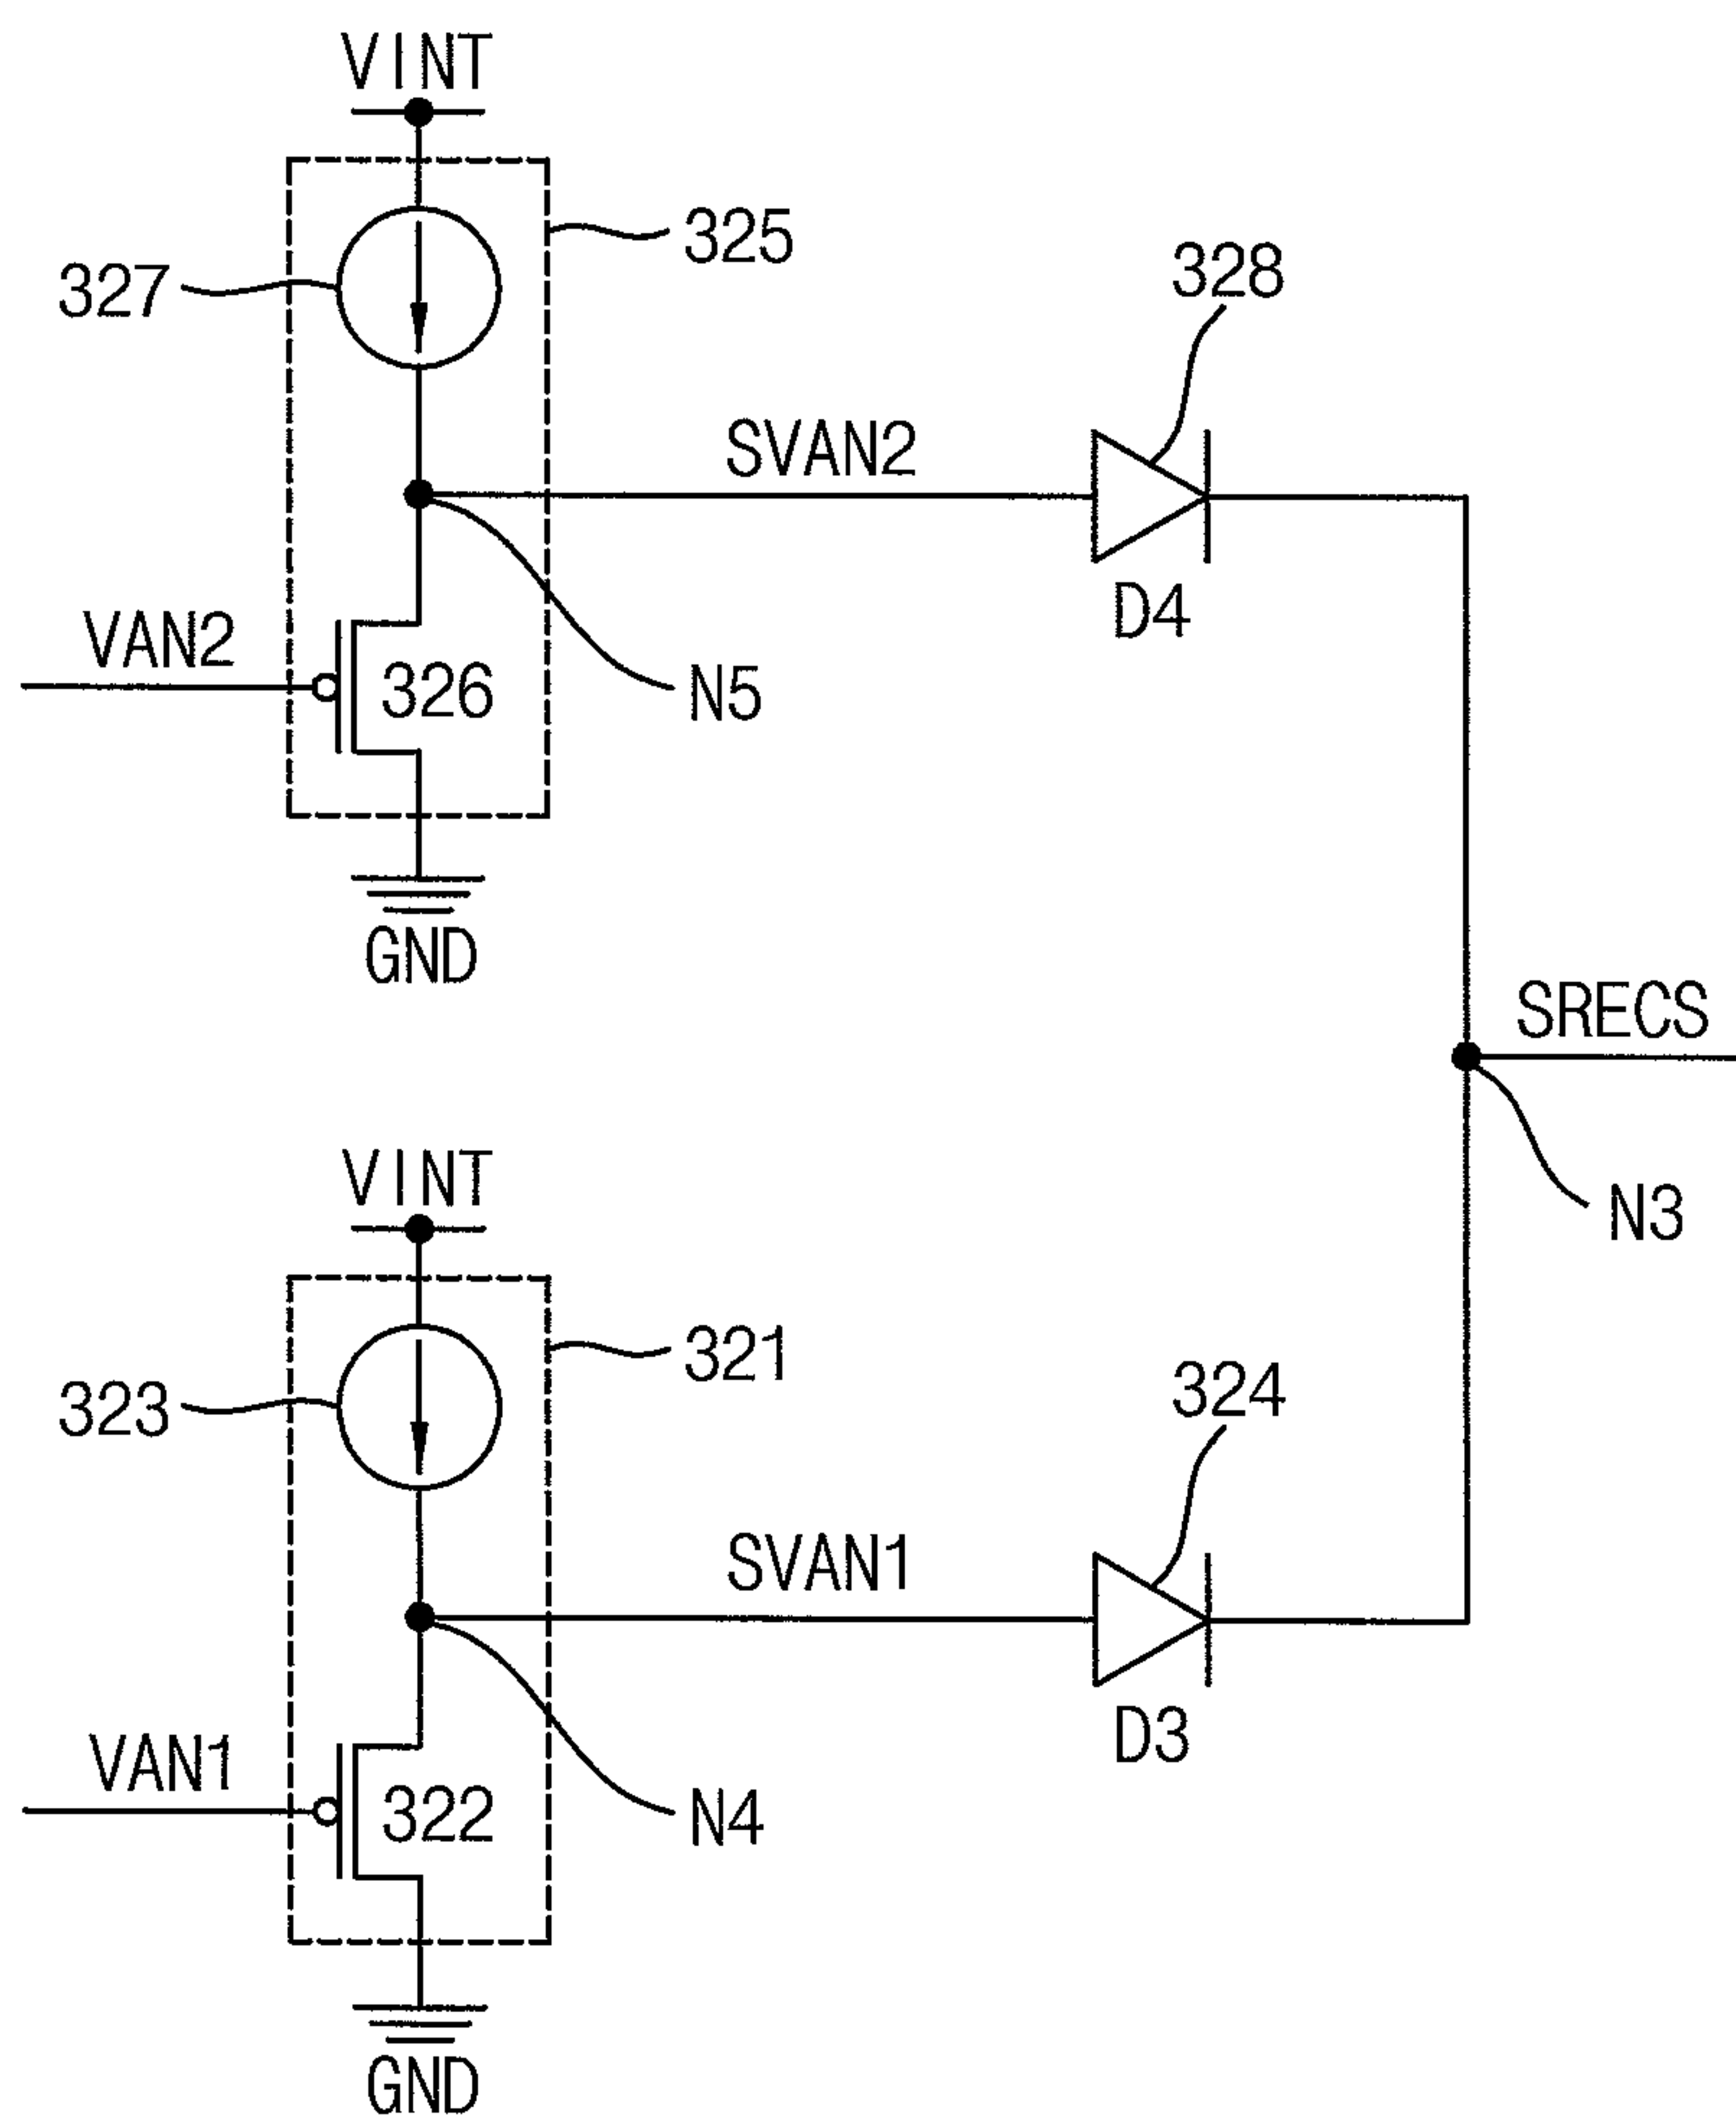 VINT
325
327
328
SVAN2
D4
VAN2
326
N5
GND
SRECS
N3
VINT
321
323
324
SVAN1
D3
VAN1
322
N4
GND